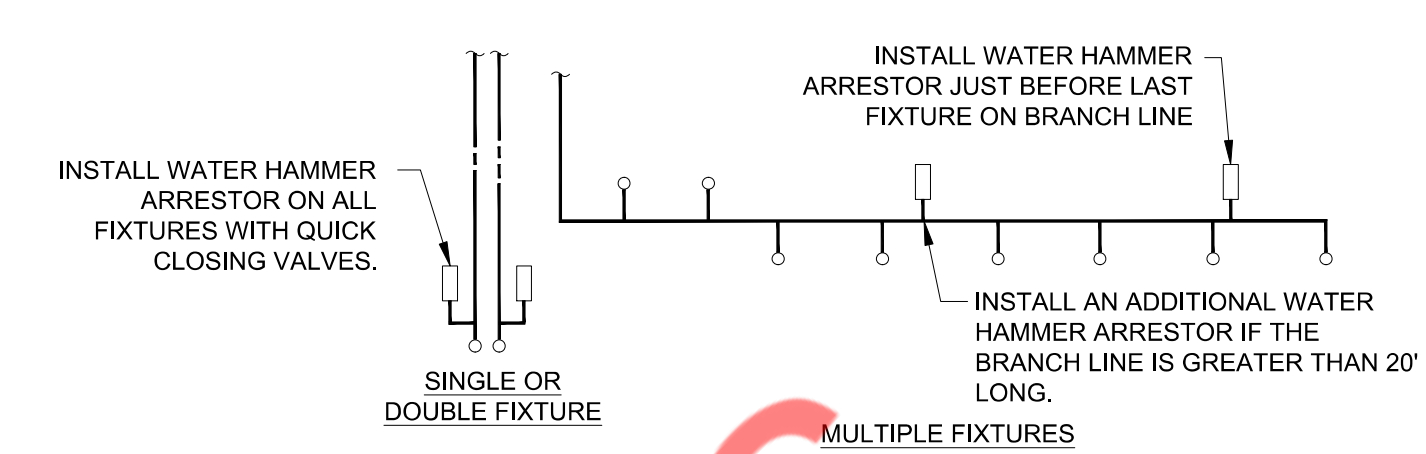 INSTALL WATER HAMMER
ARRESTOR ON ALL
FIXTURES WITH QUICK
CLOSING VALVES.
SINGLE OR
DOUBLE FIXTURE
INSTALL WATER HAMMER
ARRESTOR JUST BEFORE LAST
FIXTURE ON BRANCH LINE
INSTALL AN ADDITIONAL WATER
HAMMER ARRESTOR IF THE
BRANCH LINE IS GREATER THAN 20'
LONG.
MULTIPLE FIXTURES